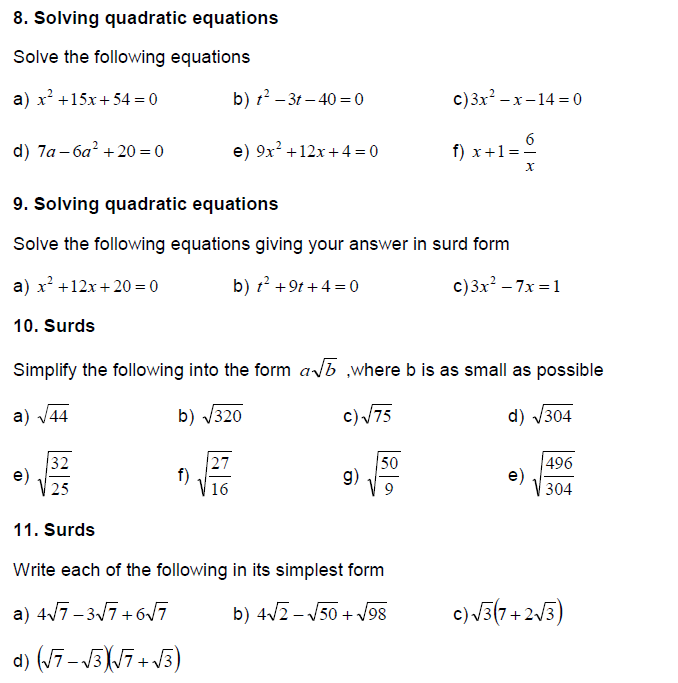 8. Solving quadratic equations
Solve the following equations
a) x² +15x+54=0 b) t² −3t−40=0 c)3x² −x−14=0
d) 7a−6a² +20=0 e) 9x² +12x+4=0 f) x+1=6/x
9. Solving quadratic equations
Solve the following equations giving your answer in surd form
a) x² +12x+20=0 b) t² +9t+4=0 c)3x² −7x=1
10. Surds
Simplify the following into the form a√b ,where b is as small as possible
a) √44 b) √320 c)√75 d) √304
e) √(32/25) f) √(27/16) g) √(50/9) e) √(496/304)
11. Surds
Write each of the following in its simplest form
a) 4√7−3√7+6√7 b) 4√2−√50+√98 c)√3(7+2√3)
d) (√7−√3)(√7+√3)